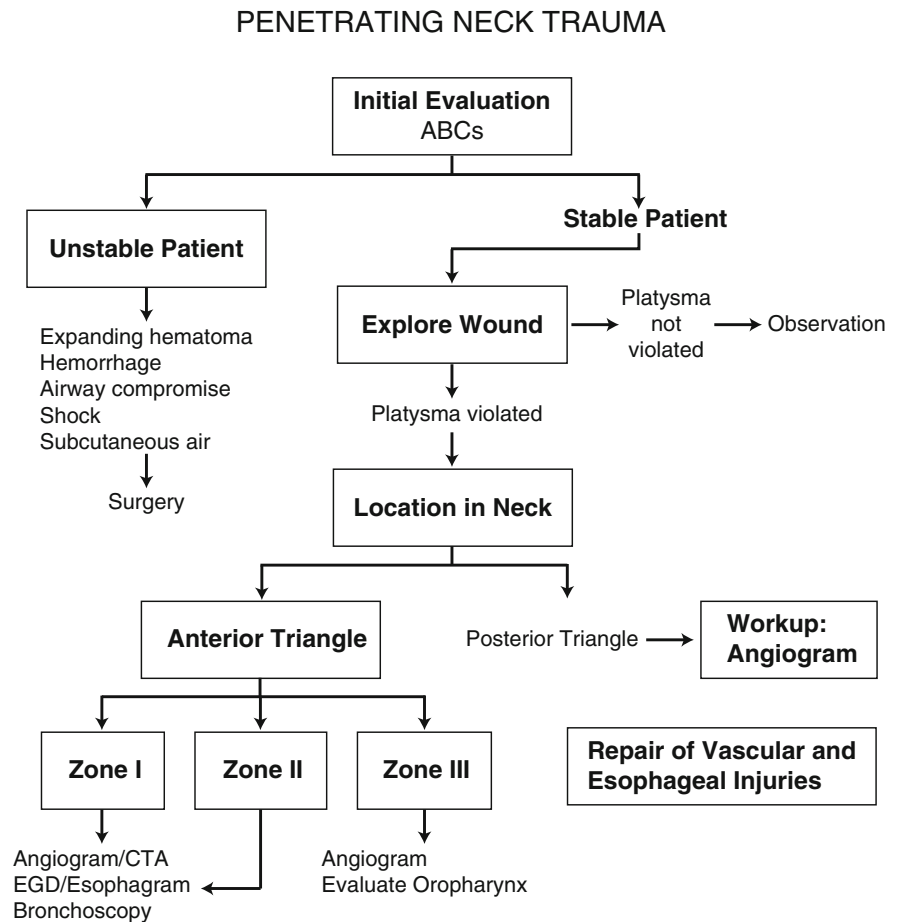 PENETRATING NECK TRAUMA
Initial Evaluation
ABCs
Unstable Patient
Stable Patient
Expanding hematoma
Hemorrhage
Airway compromise
Shock
Subcutaneous air
Surgery
Explore Wound
Platysma
not
violated
Observation
Platysma violated
Location in Neck
Anterior Triangle
Posterior Triangle
Workup:
Angiogram
Zone I
Zone II
Zone III
Repair of Vascular and
Esophageal Injuries
Angiogram/CTA
EGD/Esophagram
Bronchoscopy
Angiogram
Evaluate Oropharynx